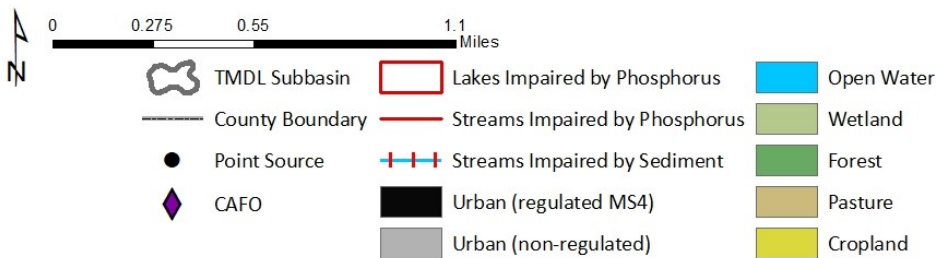 0 0.275 0.55 1.1
Miles
N
TMDL Subbasin
County Boundary
Point Source
CAFO
Lakes Impaired by Phosphorus
Streams Impaired by Phosphorus
Streams Impaired by Sediment
Urban (regulated MS4)
Urban (non-regulated)
Open Water
Wetland
Forest
Pasture
Cropland